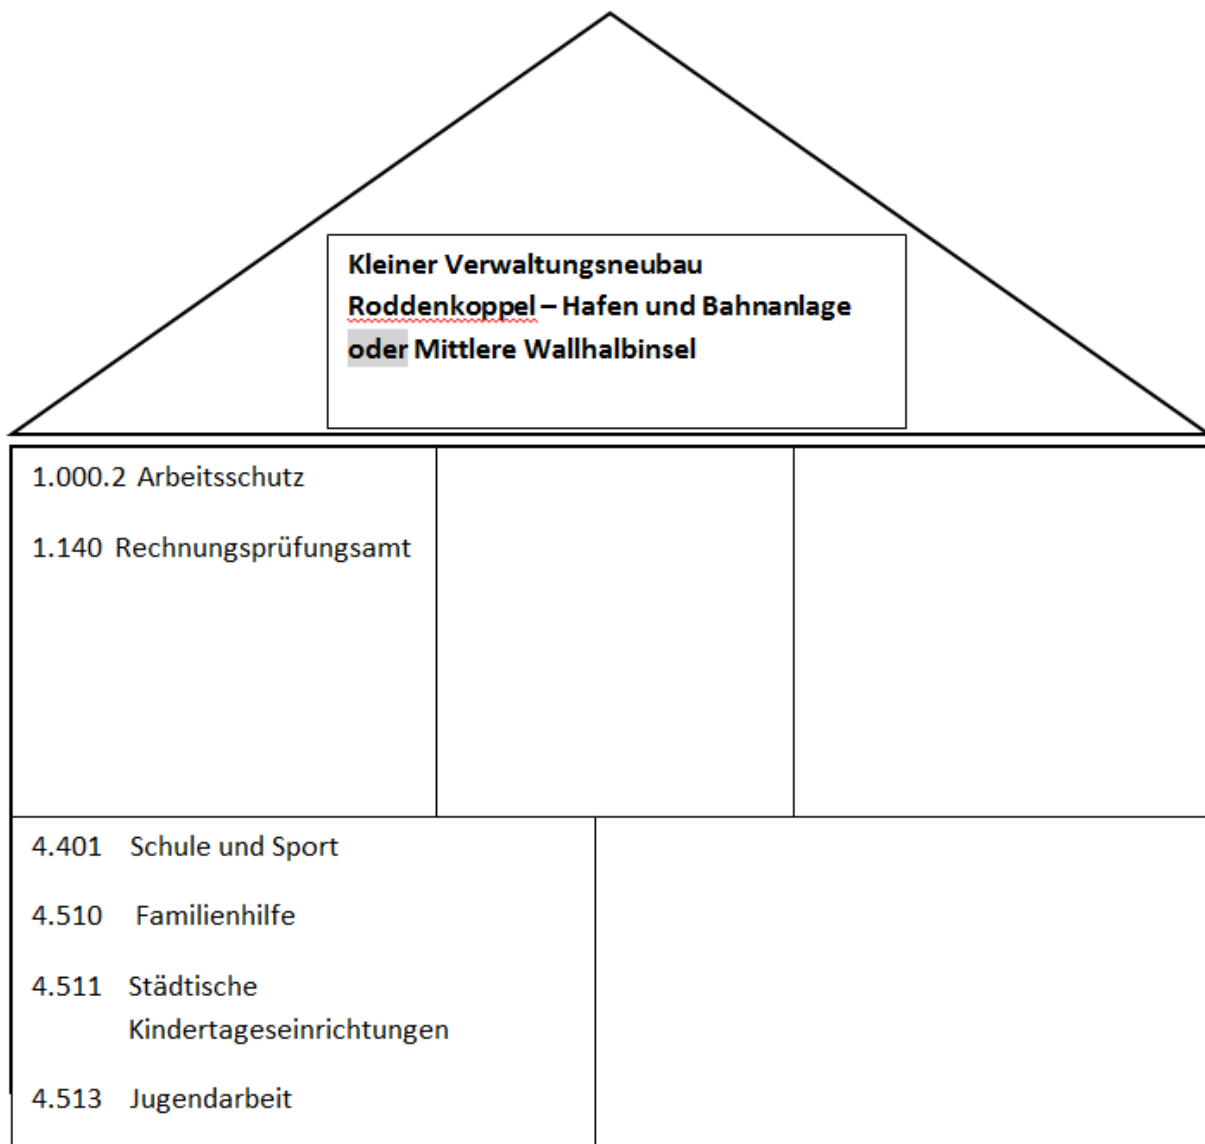 Kleiner Verwaltungsneubau
Roddenkoppel – Hafen und Bahnanlage
oder Mittlere Wallhalbinsel
1.000.2 Arbeitsschutz
1.140 Rechnungsprüfungsamt
4.401 Schule und Sport
4.510 Familienhilfe
4.511 Städtische
Kindertageseinrichtungen
4.513 Jugendarbeit